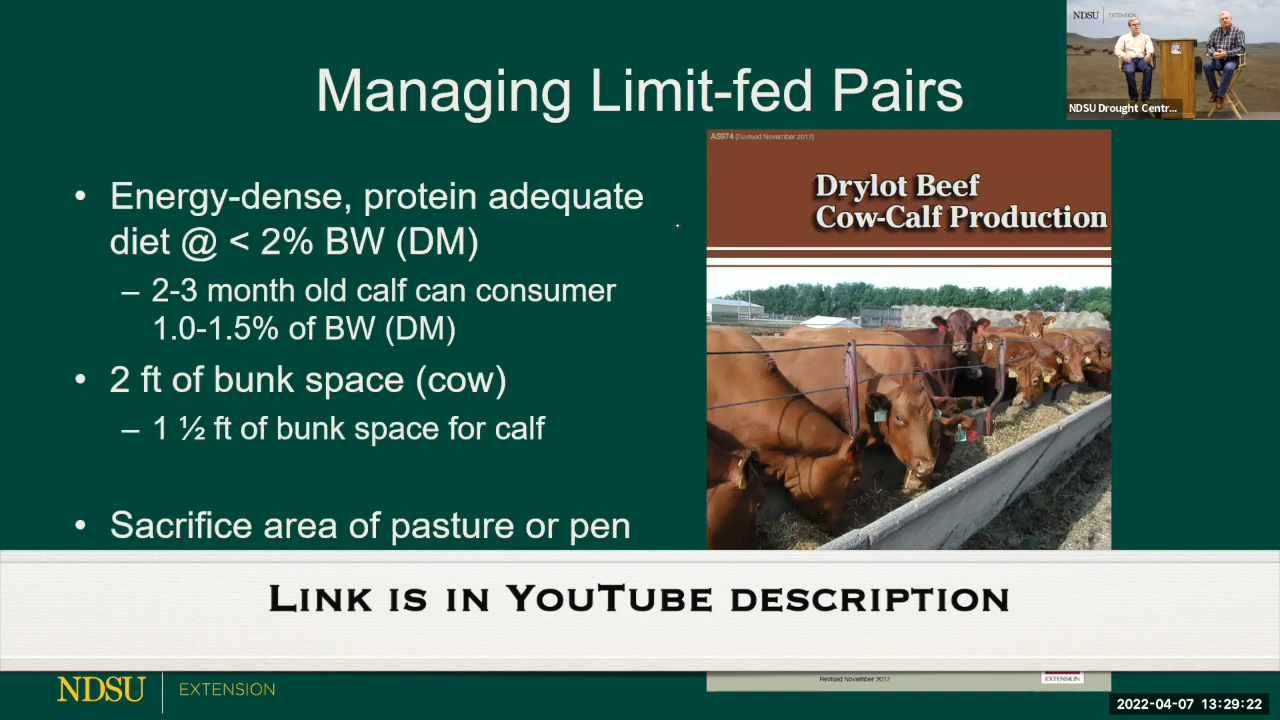 Managing Limit-fed Pairs
• Energy-dense, protein adequate
diet @ < 2% BW (DM)
– 2-3 month old calf can consumer
1.0-1.5% of BW (DM)
• 2 ft of bunk space (cow)
– 1 ½ ft of bunk space for calf
• Sacrifice area of pasture or pen
AS974 (Revised November 2017)
Drylot Beef
Cow-Calf Production
NDSU EXTENSION
NDSU Drought Centr...
Link is in YouTube description
NDSU EXTENSION
Revised November 2017
EXTENSION
2022-04-07 13:29:22